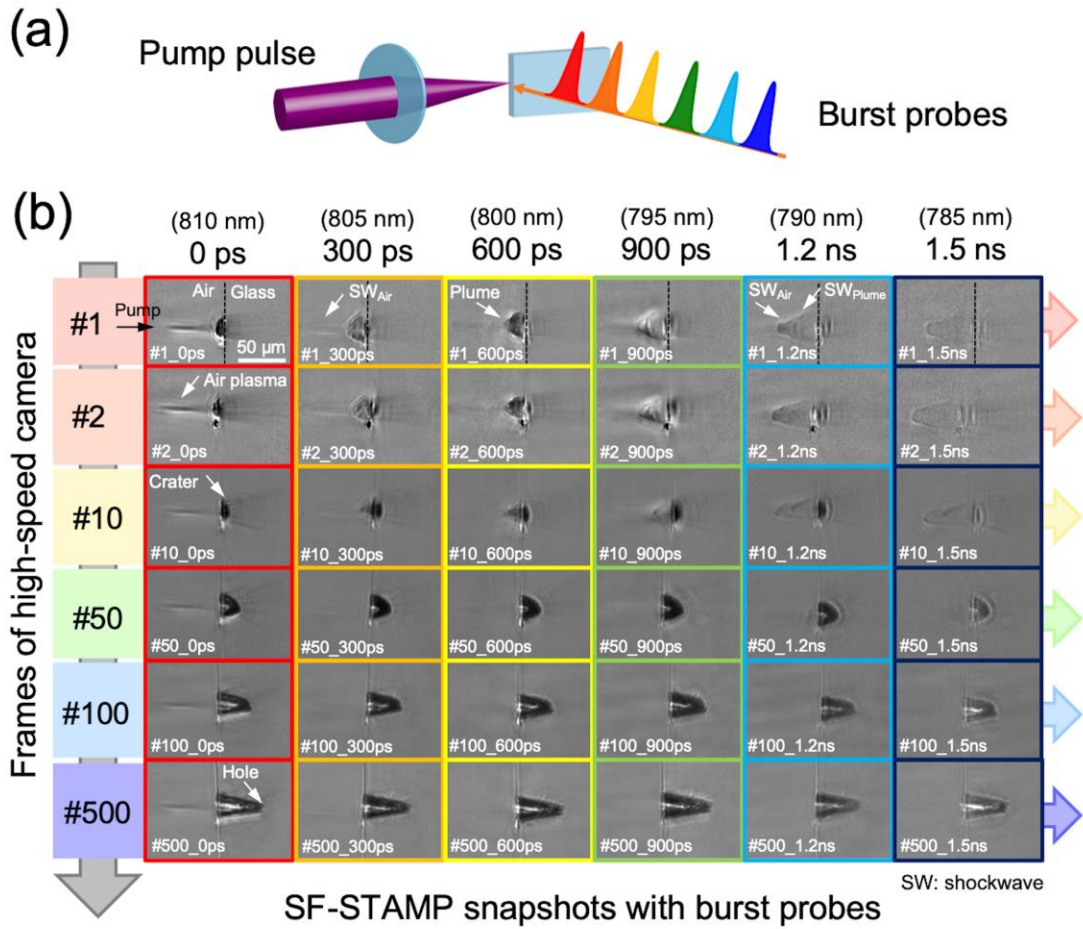 (a)
Pump pulse
Burst probes
(b)
(810 nm) (805 nm) (800 nm) (795 nm) (790 nm) (785 nm)
0 ps 300 ps 600 ps 900 ps 1.2 ns 1.5 ns
Frames of high-speed camera
#1
Pump
Air Glass
50 µm
#1_0ps
SWAir
#1_300ps
Plume
#1_600ps
#1_900ps
SWAir SWPlume
#1_1.2ns
#1_1.5ns
#2
Air plasma
#2_0ps
#2_300ps
#2_600ps
#2_900ps
#2_1.2ns
#2_1.5ns
#10
Crater
#10_0ps
#10_300ps
#10_600ps
#10_900ps
#10_1.2ns
#10_1.5ns
#50
#50_0ps
#50_300ps
#50_600ps
#50_900ps
#50_1.2ns
#50_1.5ns
#100
#100_0ps
#100_300ps
#100_600ps
#100_900ps
#100_1.2ns
#100_1.5ns
#500
Hole
#500_0ps
#500_300ps
#500_600ps
#500_900ps
#500_1.2ns
#500_1.5ns
SW: shockwave
SF-STAMP snapshots with burst probes